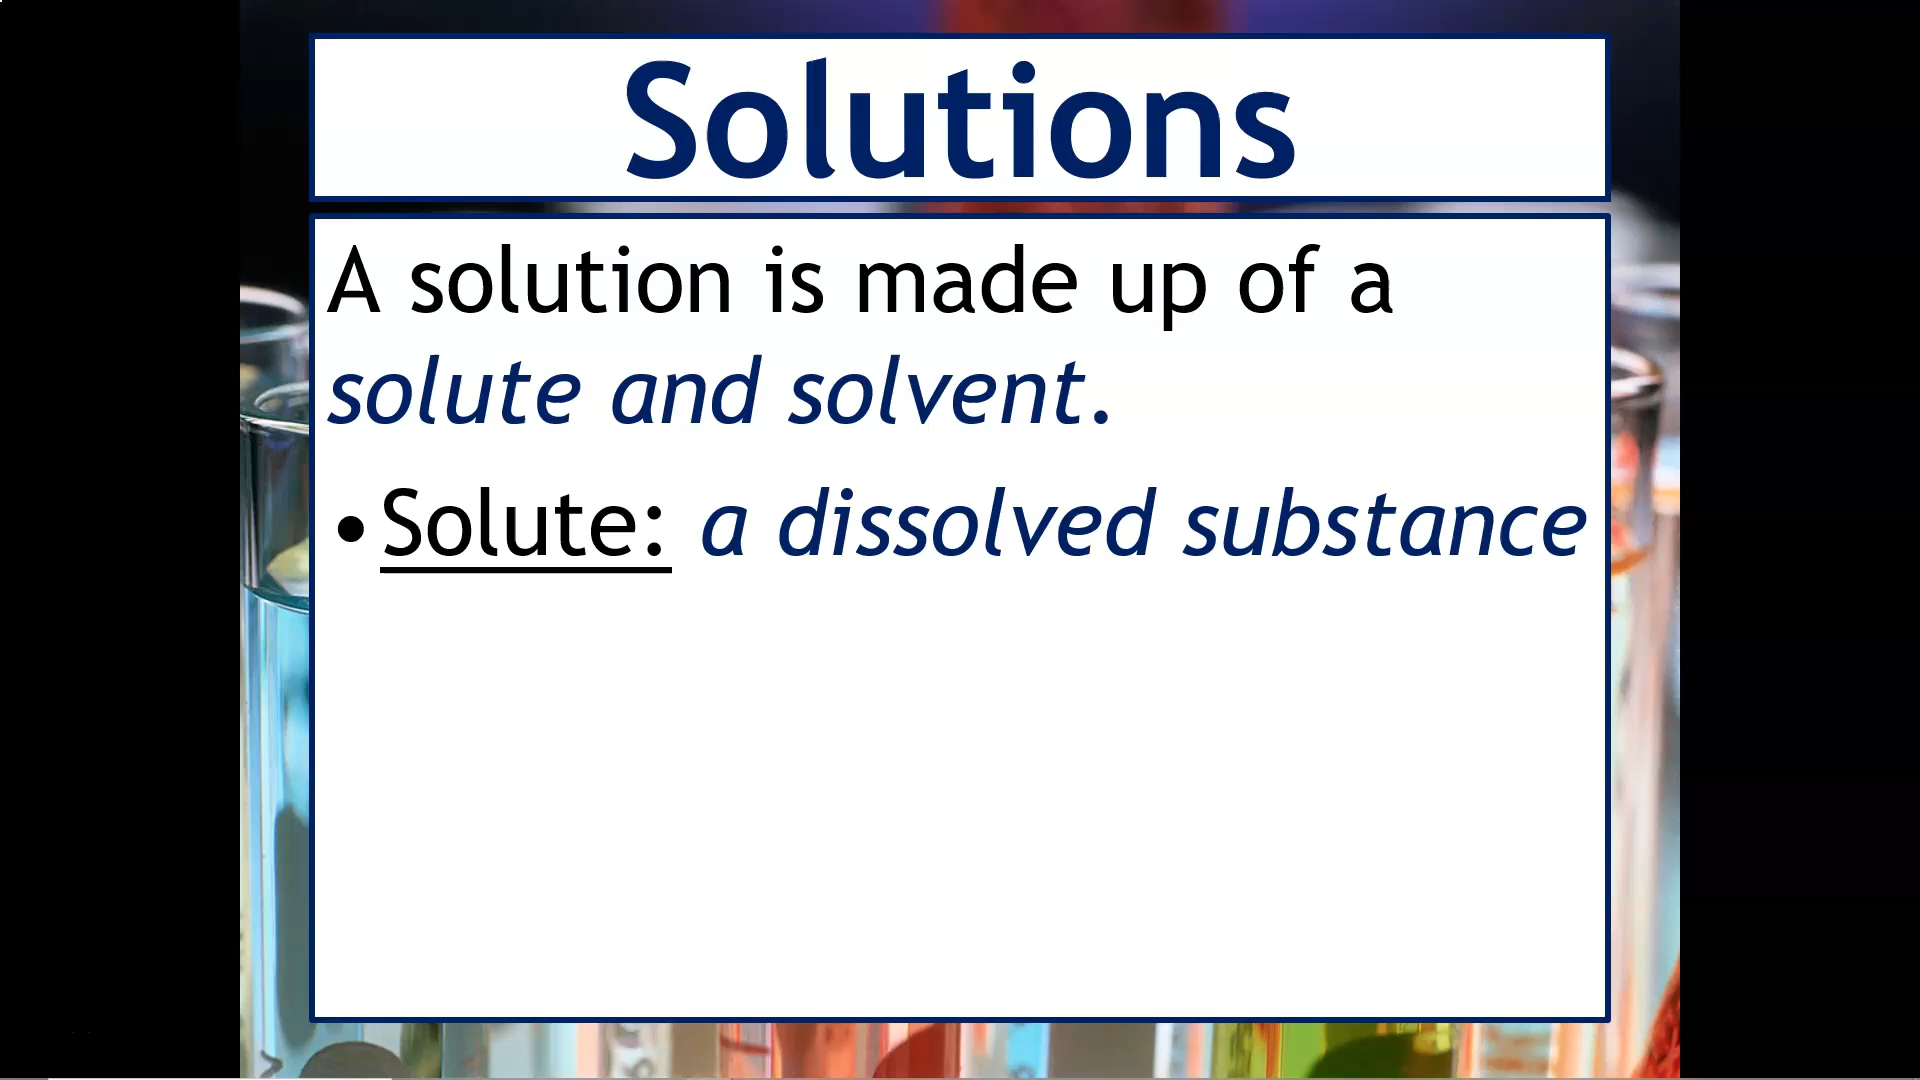 Solutions
A solution is made up of a
solute and solvent.
•Solute: a dissolved substance